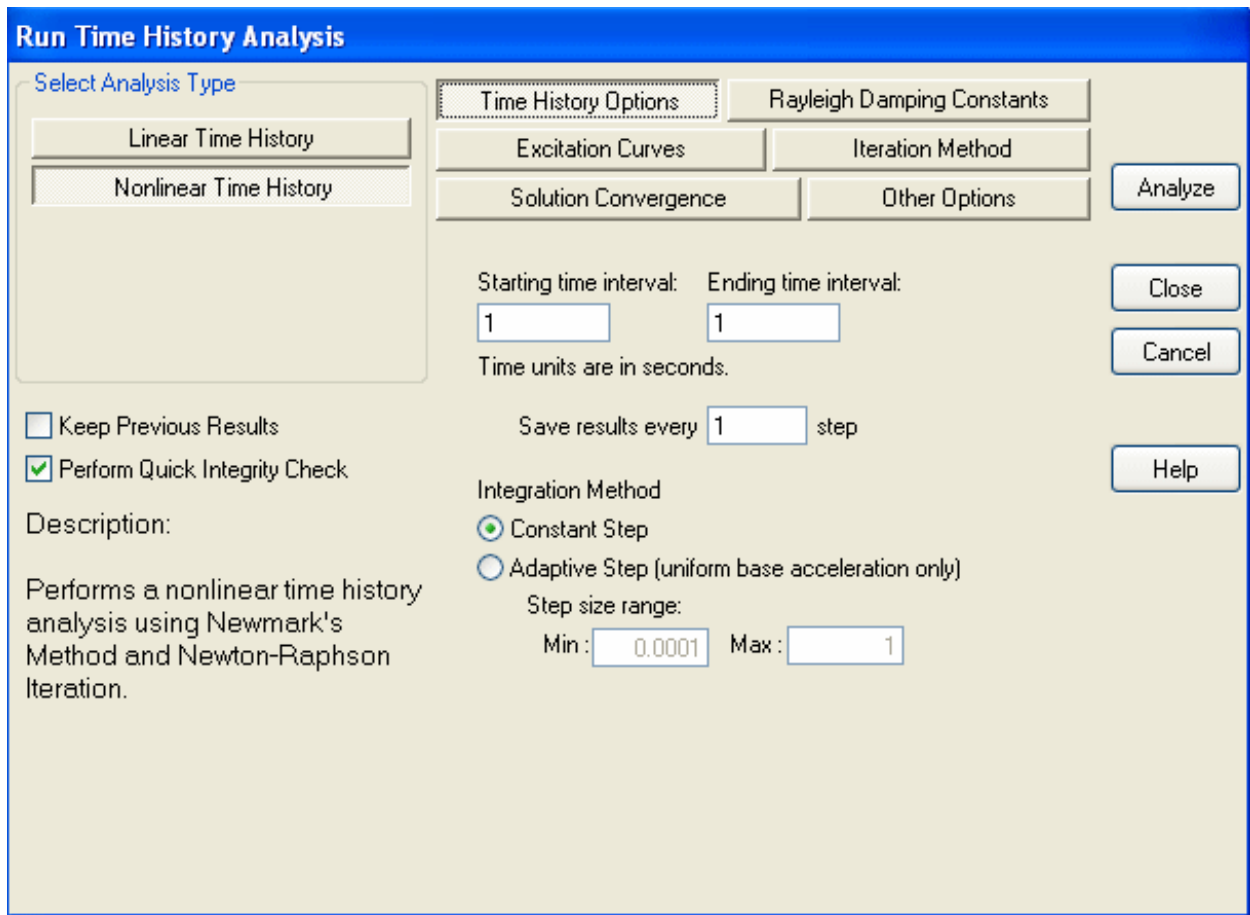 Run Time History Analysis
Select Analysis Type
Linear Time History
Nonlinear Time History
Time History Options
Rayleigh Damping Constants
Excitation Curves
Iteration Method
Solution Convergence
Other Options
Analyze
Close
Cancel
Help
Starting time interval: Ending time interval:
1 1
Time units are in seconds.
Save results every 1 step
Integration Method
Constant Step
Adaptive Step (uniform base acceleration only)
Step size range:
Min : 0.0001 Max : 1
Keep Previous Results
Perform Quick Integrity Check
Description:
Performs a nonlinear time history
analysis using Newmark's
Method and Newton-Raphson
Iteration.